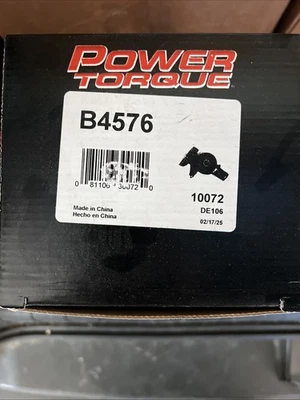 POWER
TORQUE
B4576
10072
Made in China
Hecho en China
DE106
02/17/25